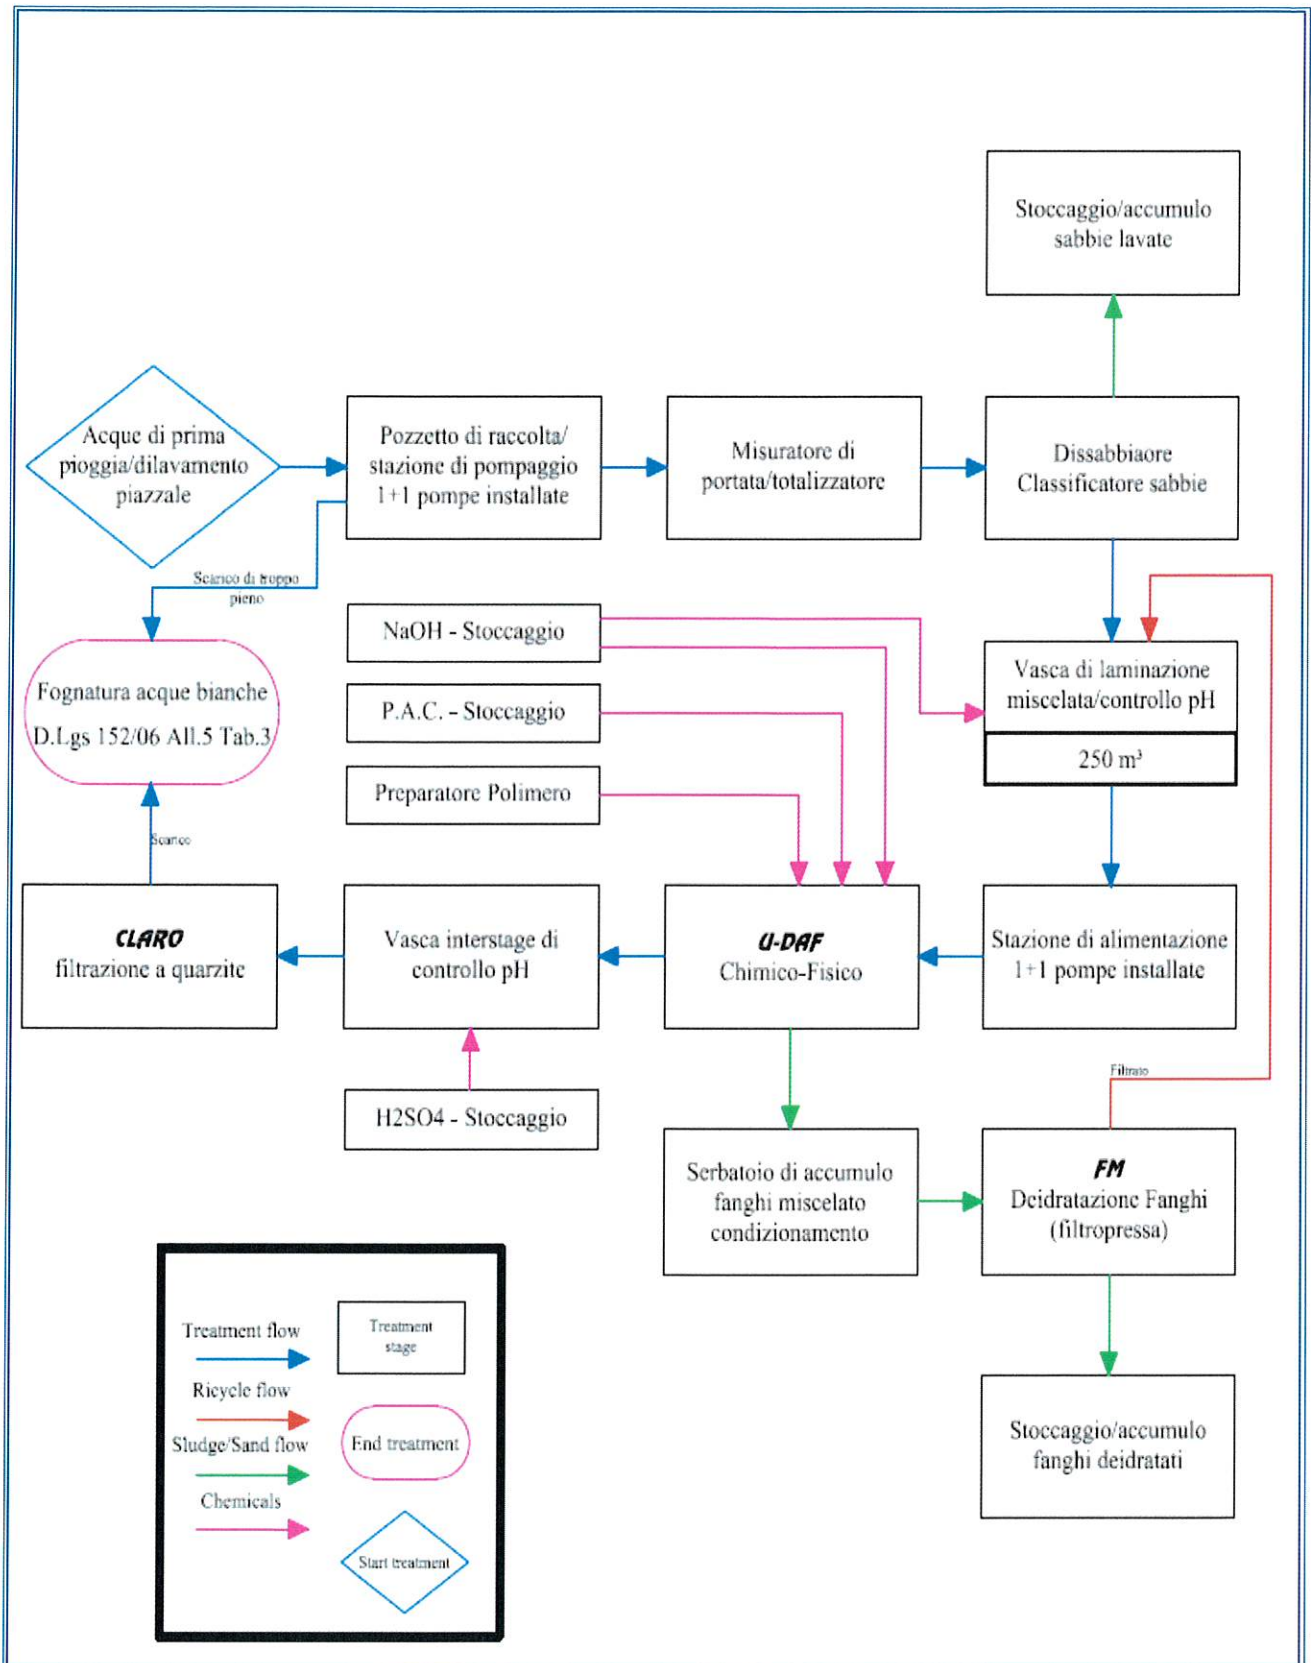 Stoccaggio/accumulo
sabbie lavate
Acque di prima
pioggia/dilavamento
piazzale
Pozzetto di raccolta/
stazione di pompaggio
1+1 pompe installate
Misuratore di
portata/totalizzatore
Dissabbiaore
Classificatore sabbie
Scarico di troppo
pieno
NaOH - Stoccaggio
P.A.C. - Stoccaggio
Preparatore Polimero
Vasca di laminazione
miscelata/controllo pH
250 m³
Fognatura acque bianche
D.Lgs 152/06 All.5 Tab.3
Scarico
CLARO
filtrazione a quarzite
Vasca interstage di
controllo pH
U-DAF
Chimico-Fisico
Stazione di alimentazione
1+1 pompe installate
H2SO4 - Stoccaggio
Filtrato
Serbatoio di accumulo
fanghi miscelato
condizionamento
FM
Deidratazione Fanghi
(filtropressa)
Stoccaggio/accumulo
fanghi deidratati
Treatment flow
Ricycle flow
Sludge/Sand flow
Chemicals
Treatment
stage
End treatment
Start treatment